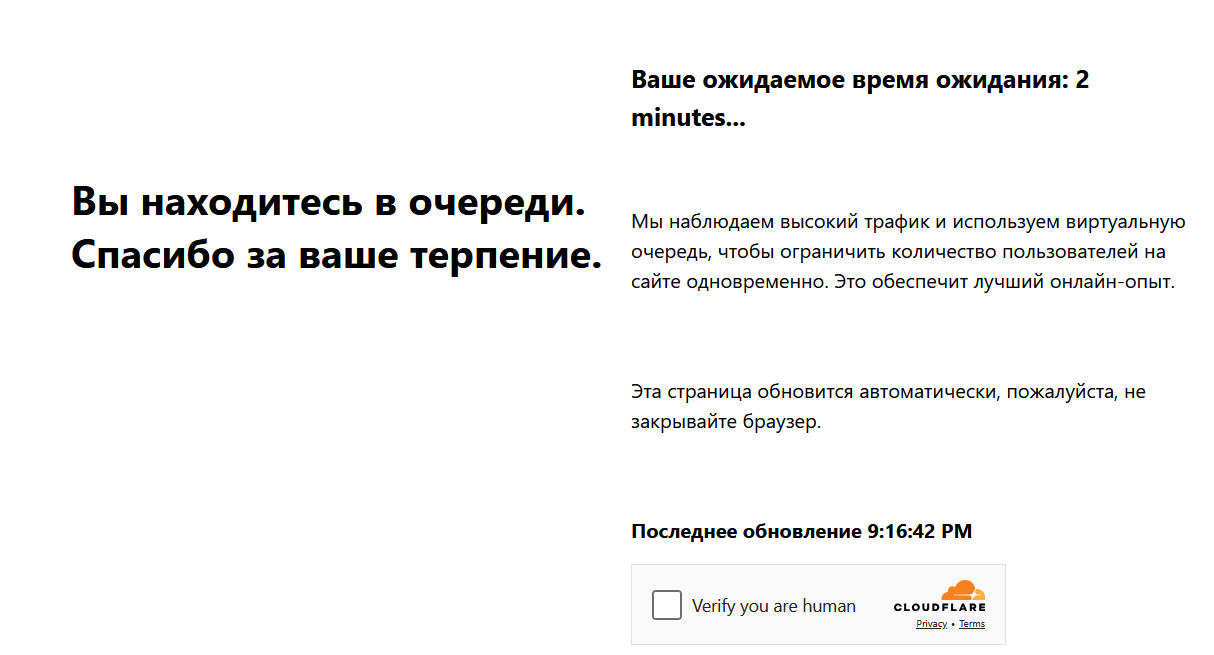 Вы находитесь в очереди.
Спасибо за ваше терпение.
Ваше ожидаемое время ожидания: 2
minutes...
Мы наблюдаем высокий трафик и используем виртуальную
очередь, чтобы ограничить количество пользователей на
сайте одновременно. Это обеспечит лучший онлайн-опыт.
Эта страница обновится автоматически, пожалуйста, не
закрывайте браузер.
Последнее обновление 9:16:42 PM
Verify you are human
CLOUDFLARE
Privacy • Terms